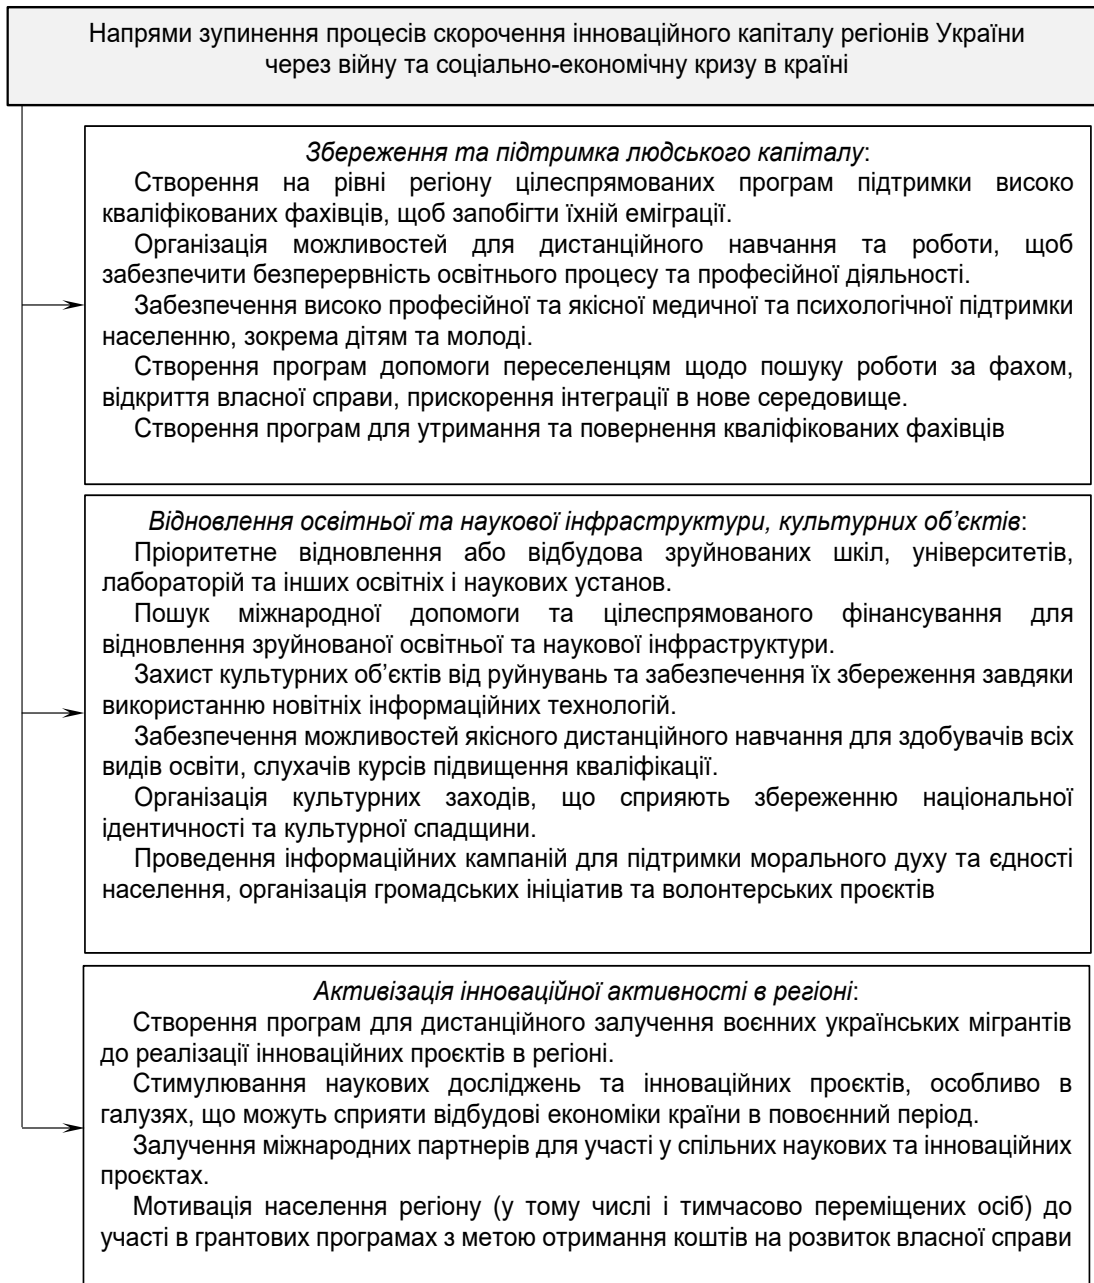 Напрями зупинення процесів скорочення інноваційного капіталу регіонів України
через війну та соціально-економічну кризу в країні
Збереження та підтримка людського капіталу:
Створення на рівні регіону цілеспрямованих програм підтримки високо
кваліфікованих фахівців, щоб запобігти їхній еміграції.
Організація можливостей для дистанційного навчання та роботи, щоб
забезпечити безперервність освітнього процесу та професійної діяльності.
Забезпечення високо професійної та якісної медичної та психологічної підтримки
населенню, зокрема дітям та молоді.
Створення програм допомоги переселенцям щодо пошуку роботи за фахом,
відкриття власної справи, прискорення інтеграції в нове середовище.
Створення програм для утримання та повернення кваліфікованих фахівців
Відновлення освітньої та наукової інфраструктури, культурних об’єктів:
Пріоритетне відновлення або відбудова зруйнованих шкіл, університетів,
лабораторій та інших освітніх і наукових установ.
Пошук міжнародної допомоги та цілеспрямованого фінансування для
відновлення зруйнованої освітньої та наукової інфраструктури.
Захист культурних об’єктів від руйнувань та забезпечення їх збереження завдяки
використанню новітніх інформаційних технологій.
Забезпечення можливостей якісного дистанційного навчання для здобувачів всіх
видів освіти, слухачів курсів підвищення кваліфікації.
Організація культурних заходів, що сприяють збереженню національної
ідентичності та культурної спадщини.
Проведення інформаційних кампаній для підтримки морального духу та єдності
населення, організація громадських ініціатив та волонтерських проєктів
Активізація інноваційної активності в регіоні:
Створення програм для дистанційного залучення воєнних українських мігрантів
до реалізації інноваційних проєктів в регіоні.
Стимулювання наукових досліджень та інноваційних проєктів, особливо в
галузях, що можуть сприяти відбудові економіки країни в повоєнний період.
Залучення міжнародних партнерів для участі у спільних наукових та інноваційних
проєктах.
Мотивація населення регіону (у тому числі і тимчасово переміщених осіб) до
участі в грантових програмах з метою отримання коштів на розвиток власної справи